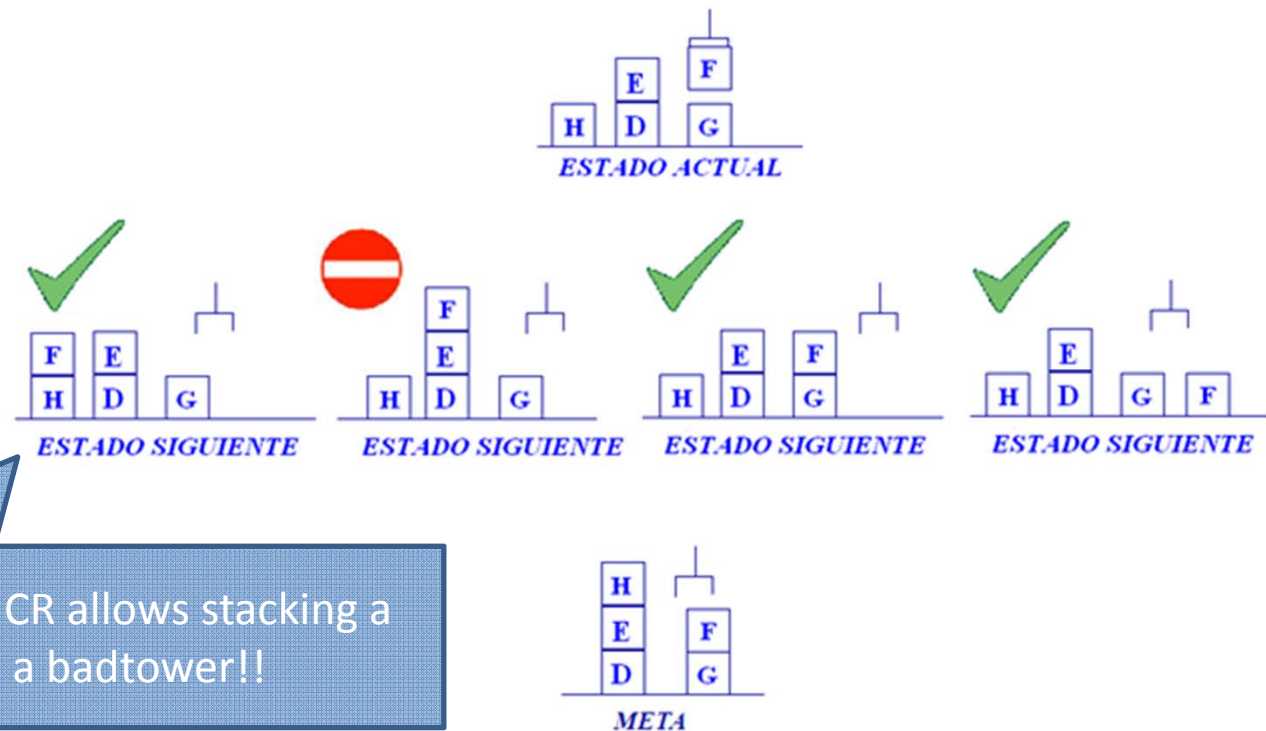 F
E
H D G
ESTADO ACTUAL
F E
H D G
ESTADO SIGUIENTE
F
E
H D G
ESTADO SIGUIENTE
E F
H D G
ESTADO SIGUIENTE
E
H D G F
ESTADO SIGUIENTE
CR allows stacking a
a badtower!!
H
E F
D G
META